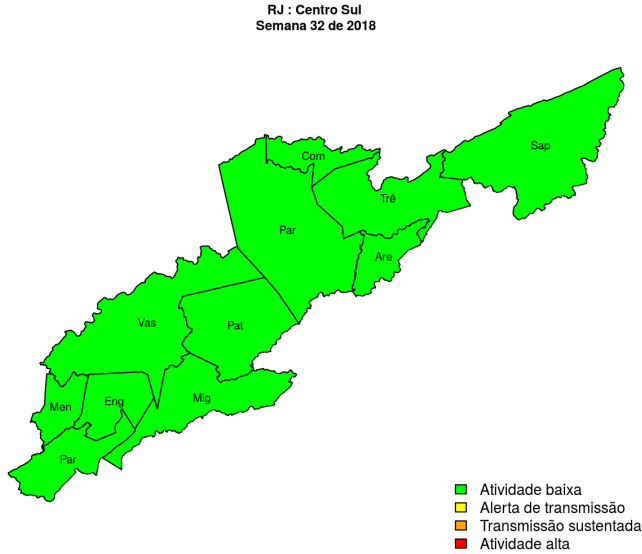 RJ : Centro Sul
Semana 32 de 2018
Sap
Com
Trê
Par
Are
Vas
Pat
Mig
Men
Eng
Par
Atividade baixa
Alerta de transmissão
Transmissão sustentada
Atividade alta